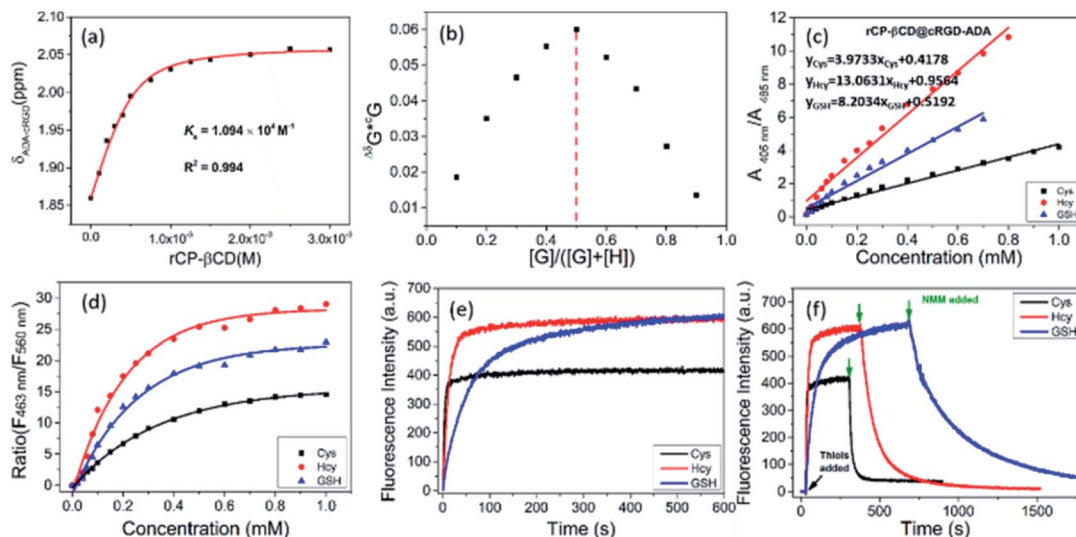 (a)
2.05
2.00
1.95
1.90
1.85
δADA-cRGD(ppm)
Ka = 1.094 × 10⁴ M⁻¹
R² = 0.994
0.0
1.0x10⁻³
2.0x10⁻³
3.0x10⁻³
rCP-βCD(M)
(b)
0.06
0.05
0.04
0.03
0.02
0.01
ΔδG*cG
0.0 0.2 0.4 0.6 0.8 1.0
[G]/([G]+[H])
(c)
rCP-βCD@cRGD-ADA
yCys=3.9733xCys+0.4178
yHcy=13.0631xHcy+0.9564
yGSH=8.2034xGSH+0.5192
12
10
8
6
4
2
0
A 405 nm/A 485 nm
Cys
Hcy
GSH
0.0 0.2 0.4 0.6 0.8 1.0
Concentration (mM)
(d)
30
25
20
15
10
5
0
Ratio(F463 nm/F560 nm)
Cys
Hcy
GSH
0.0 0.2 0.4 0.6 0.8 1.0
Concentration (mM)
(e)
700
600
500
400
300
200
100
0
Fluorescence Intensity (a.u.)
Cys
Hcy
GSH
0 100 200 300 400 500 600
Time (s)
(f)
NMM added
700
600
500
400
300
200
100
0
Fluorescence Intensity (a.u.)
Cys
Hcy
GSH
Thiols
added
0 500 1000 1500
Time (s)